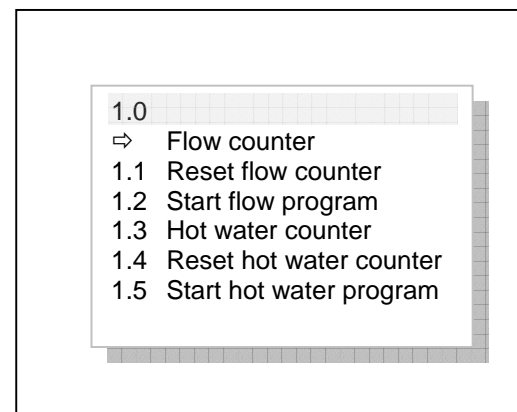 1.0
⇨ Flow counter
1.1 Reset flow counter
1.2 Start flow program
1.3 Hot water counter
1.4 Reset hot water counter
1.5 Start hot water program